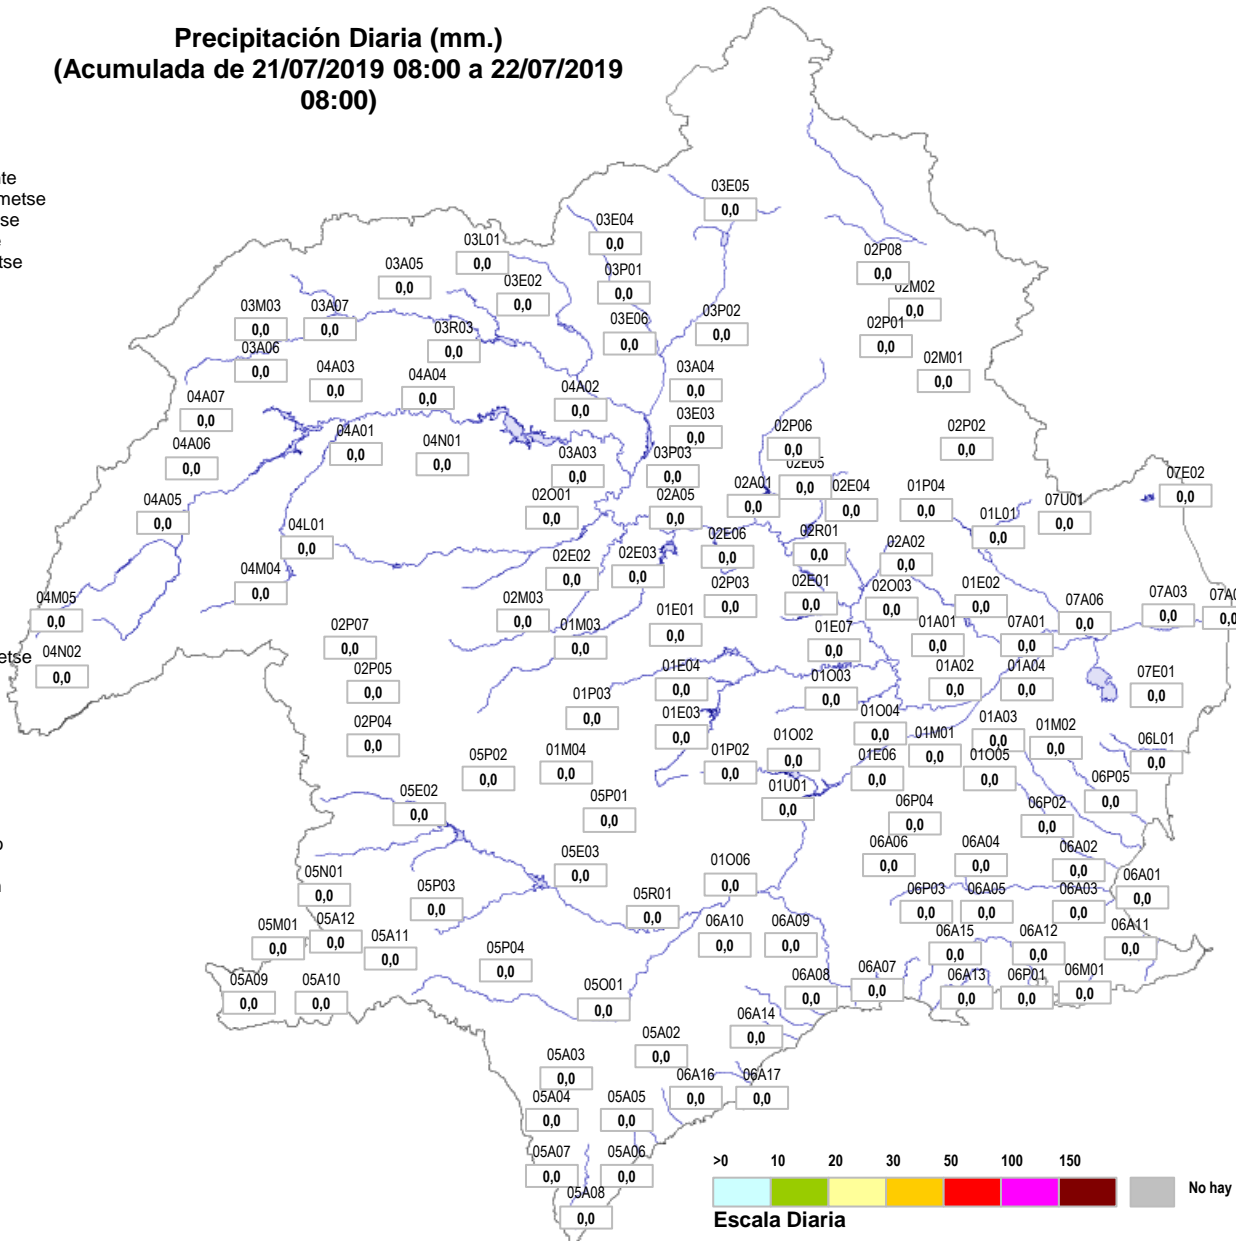 Precipitación Diaria (mm.)
(Acumulada de 21/07/2019 08:00 a 22/07/2019
08:00)
nte
metse
se
e
tse
03E05
0,0
03E04
0,0
03L01
0,0
02P08
0,0
03A05
0,0
03P01
0,0
03E02
0,0
02M02
0,0
03M03
0,0
03A07
0,0
03E06
0,0
03P02
0,0
03R03
0,0
02P01
0,0
03A06
0,0
04A03
0,0
04A04
0,0
03A04
0,0
02M01
0,0
04A02
0,0
04A07
0,0
03E03
0,0
04A01
0,0
04N01
0,0
02P06
0,0
02P02
0,0
04A06
0,0
03A03
0,0
03P03
0,0
02E05
0,0
07E02
0,0
04A05
0,0
02O01
0,0
02A05
0,0
02A01
0,0
02E04
0,0
01P04
0,0
07U01
0,0
01L01
0,0
04L01
0,0
02E02
0,0
02E03
0,0
02E06
0,0
02R01
0,0
02A02
0,0
04M04
0,0
04M05
0,0
02M03
0,0
02P03
0,0
02E01
0,0
02O03
0,0
01E02
0,0
07A06
0,0
07A03
0,0
07A0
0,0
02P07
0,0
01M03
0,0
01E01
0,0
01E07
0,0
01A01
0,0
07A01
0,0
etse
04N02
0,0
02P05
0,0
01E04
0,0
01O03
0,0
01A02
0,0
01A04
0,0
07E01
0,0
01P03
0,0
02P04
0,0
01E03
0,0
01O04
0,0
01A03
0,0
01M02
0,0
01M01
0,0
01O02
0,0
05P02
0,0
01M04
0,0
01P02
0,0
01E06
0,0
01O05
0,0
06L01
0,0
05E02
0,0
05P01
0,0
01U01
0,0
06P04
0,0
06P02
0,0
06P05
0,0
o
05E03
0,0
01O06
0,0
06A06
0,0
06A04
0,0
06A02
0,0
n
05N01
0,0
05P03
0,0
05R01
0,0
06P03
0,0
06A05
0,0
06A03
0,0
06A01
0,0
05M01
0,0
05A12
0,0
05A11
0,0
06A10
0,0
06A09
0,0
06A15
0,0
06A12
0,0
06A11
0,0
05P04
0,0
05A09
0,0
05A10
0,0
05O01
0,0
06A08
0,0
06A07
0,0
06A13
0,0
06P01
0,0
06M01
0,0
05A02
0,0
06A14
0,0
05A03
0,0
06A16
0,0
06A17
0,0
05A04
0,0
05A05
0,0
05A07
0,0
05A06
0,0
05A08
0,0
>0 10 20 30 50 100 150
No hay
Escala Diaria